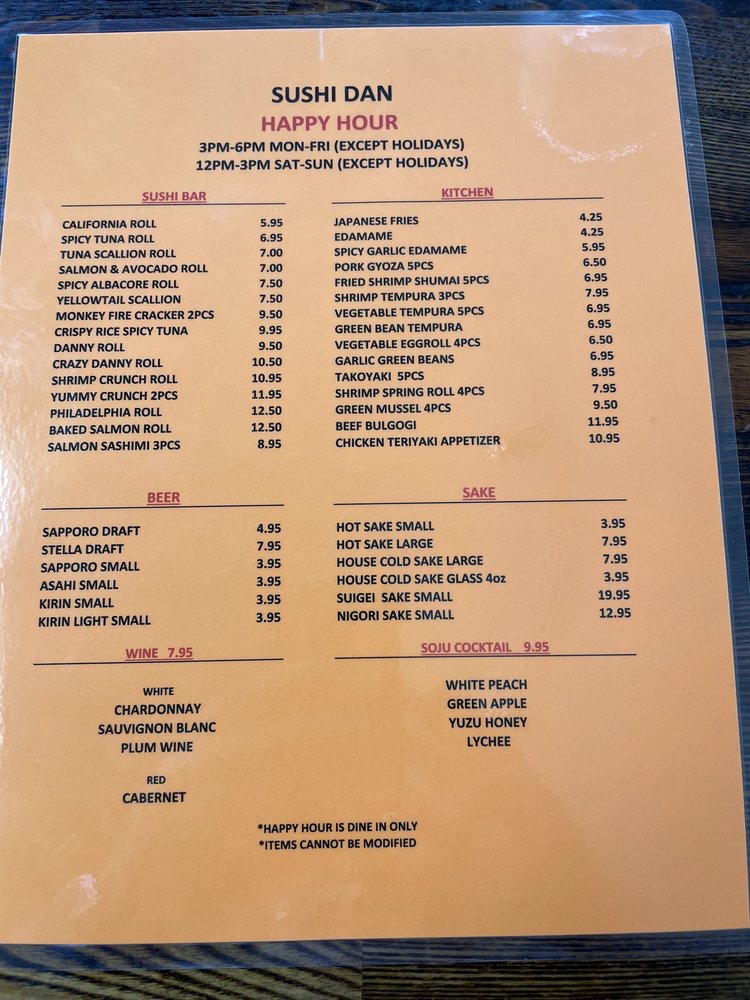 SUSHI DAN
HAPPY HOUR
3PM-6PM MON-FRI (EXCEPT HOLIDAYS)
12PM-3PM SAT-SUN (EXCEPT HOLIDAYS)
SUSHI BAR
CALIFORNIA ROLL 5.95
SPICY TUNA ROLL 6.95
TUNA SCALLION ROLL 7.00
SALMON & AVOCADO ROLL 7.00
SPICY ALBACORE ROLL 7.50
YELLOWTAIL SCALLION 7.50
MONKEY FIRE CRACKER 2PCS 9.50
CRISPY RICE SPICY TUNA 9.95
DANNY ROLL 9.50
CRAZY DANNY ROLL 10.50
SHRIMP CRUNCH ROLL 10.95
YUMMY CRUNCH 2PCS 11.95
PHILADELPHIA ROLL 12.50
BAKED SALMON ROLL 12.50
SALMON SASHIMI 3PCS 8.95
KITCHEN
JAPANESE FRIES 4.25
EDAMAME 4.25
SPICY GARLIC EDAMAME 5.95
PORK GYOZA 5PCS 6.50
FRIED SHRIMP SHUMAI 5PCS 6.95
SHRIMP TEMPURA 3PCS 7.95
VEGETABLE TEMPURA 5PCS 6.95
GREEN BEAN TEMPURA 6.95
VEGETABLE EGGROLL 4PCS 6.50
GARLIC GREEN BEANS 6.95
TAKOYAKI 5PCS 8.95
SHRIMP SPRING ROLL 4PCS 7.95
GREEN MUSSEL 4PCS 9.50
BEEF BULGOGI 11.95
CHICKEN TERIYAKI APPETIZER 10.95
BEER
SAPPORO DRAFT 4.95
STELLA DRAFT 7.95
SAPPORO SMALL 3.95
ASAHI SMALL 3.95
KIRIN SMALL 3.95
KIRIN LIGHT SMALL 3.95
SAKE
HOT SAKE SMALL 3.95
HOT SAKE LARGE 7.95
HOUSE COLD SAKE LARGE 7.95
HOUSE COLD SAKE GLASS 4oz 3.95
SUIGEI SAKE SMALL 19.95
NIGORI SAKE SMALL 12.95
WINE 7.95
WHITE
CHARDONNAY
SAUVIGNON BLANC
PLUM WINE
RED
CABERNET
SOJU COCKTAIL 9.95
WHITE PEACH
GREEN APPLE
YUZU HONEY
LYCHEE
*HAPPY HOUR IS DINE IN ONLY
*ITEMS CANNOT BE MODIFIED